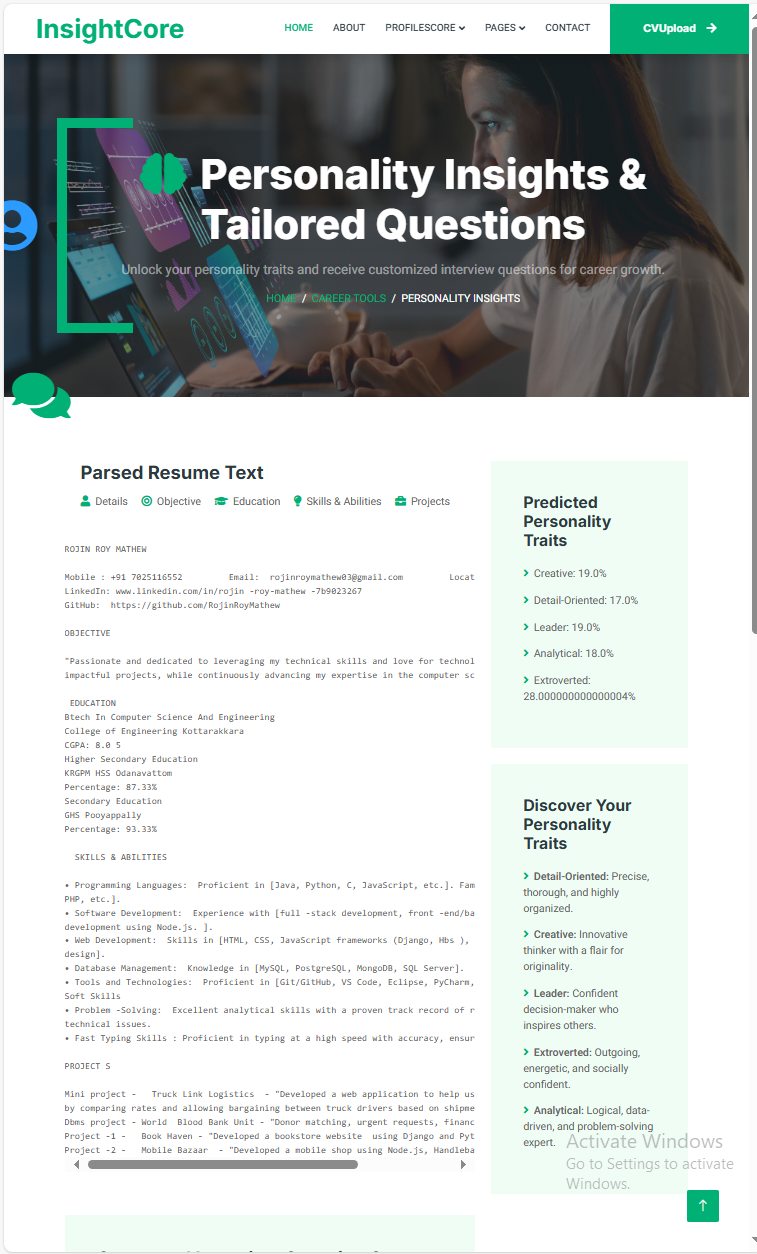 InsightCore
HOME ABOUT PROFILESCORE PAGES CONTACT CVUpload
Personality Insights &
Tailored Questions
Unlock your personality traits and receive customized interview questions for career growth.
HOME / CAREER TOOLS / PERSONALITY INSIGHTS
Parsed Resume Text
Details Objective Education Skills & Abilities Projects
ROJIN ROY MATHEW
Mobile : +91 7025116552 Email: rojinroymathew03@gmail.com Locat
LinkedIn: www.linkedin.com/in/rojin -roy-mathew -7b9023267
GitHub: https://github.com/RojinRoyMathew
OBJECTIVE
"Passionate and dedicated to leveraging my technical skills and love for technol
impactful projects, while continuously advancing my expertise in the computer sc
EDUCATION
Btech In Computer Science And Engineering
College of Engineering Kottarakkara
CGPA: 8.0 5
Higher Secondary Education
KRGPM HSS Odanavattom
Percentage: 87.33%
Secondary Education
GHS Pooyappally
Percentage: 93.33%
SKILLS & ABILITIES
• Programming Languages: Proficient in [Java, Python, C, JavaScript, etc.]. Fam
PHP, etc.].
• Software Development: Experience with [full -stack development, front -end/ba
development using Node.js. ].
• Web Development: Skills in [HTML, CSS, JavaScript frameworks (Django, Hbs ),
design].
• Database Management: Knowledge in [MySQL, PostgreSQL, MongoDB, SQL Server].
• Tools and Technologies: Proficient in [Git/GitHub, VS Code, Eclipse, PyCharm,
Soft Skills
• Problem -Solving: Excellent analytical skills with a proven track record of r
technical issues.
• Fast Typing Skills : Proficient in typing at a high speed with accuracy, ensur
PROJECT S
Mini project - Truck Link Logistics - "Developed a web application to help us
by comparing rates and allowing bargaining between truck drivers based on shipme
Dbms project - World Blood Bank Unit - "Donor matching, urgent requests, financ
Project -1 - Book Haven - "Developed a bookstore website using Django and Pyt
Project -2 - Mobile Bazaar - "Developed a mobile shop using Node.js, Handleba
Predicted
Personality
Traits
Creative: 19.0%
Detail-Oriented: 17.0%
Leader: 19.0%
Analytical: 18.0%
Extroverted:
28.000000000000004%
Discover Your
Personality
Traits
Detail-Oriented: Precise,
thorough, and highly
organized.
Creative: Innovative
thinker with a flair for
originality.
Leader: Confident
decision-maker who
inspires others.
Extroverted: Outgoing,
energetic, and socially
confident.
Analytical: Logical, data-
driven, and problem-solving
expert.
Activate Windows
Go to Settings to activate
Windows.